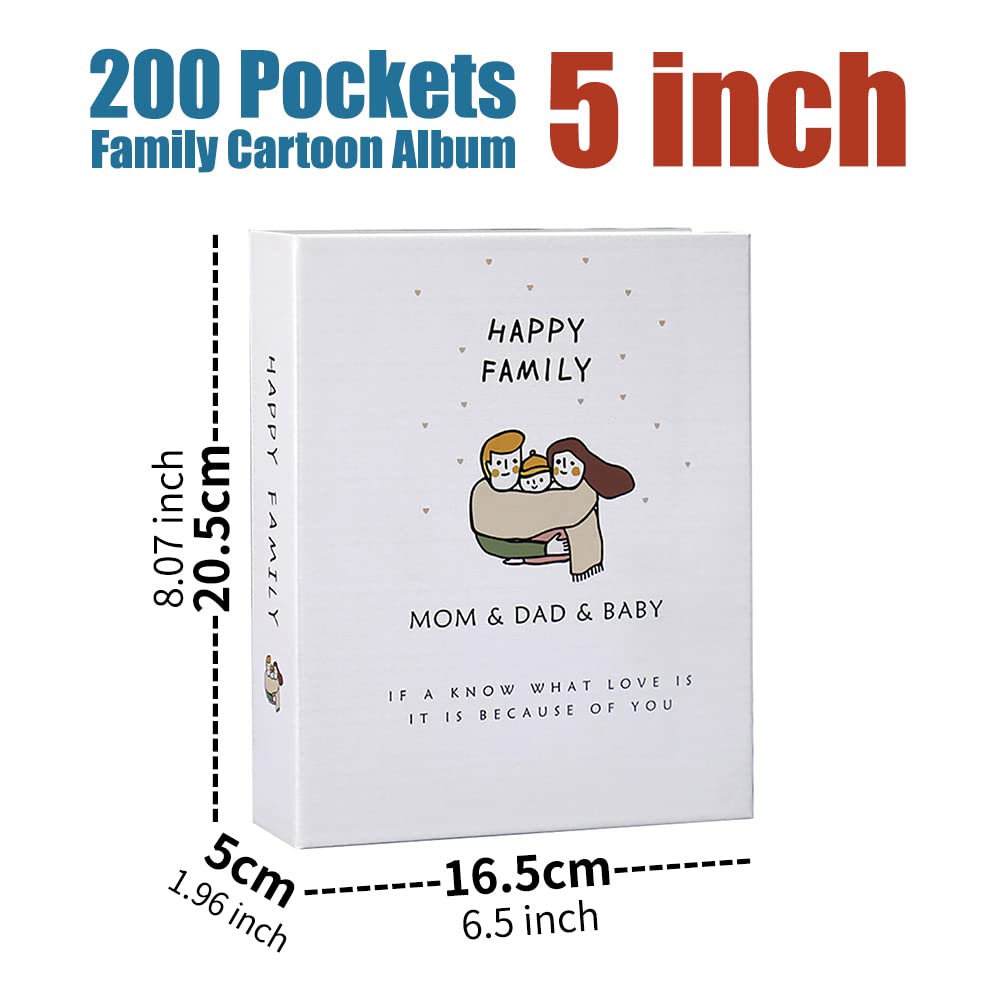 200 Pockets
Family Cartoon Album
5 inch
HAPPY
FAMILY
MOM & DAD & BABY
IF A KNOW WHAT LOVE IS
IT IS BECAUSE OF YOU
HAPPY FAMILY
8.07 inch
20.5cm
5cm
1.96 inch
16.5cm
6.5 inch